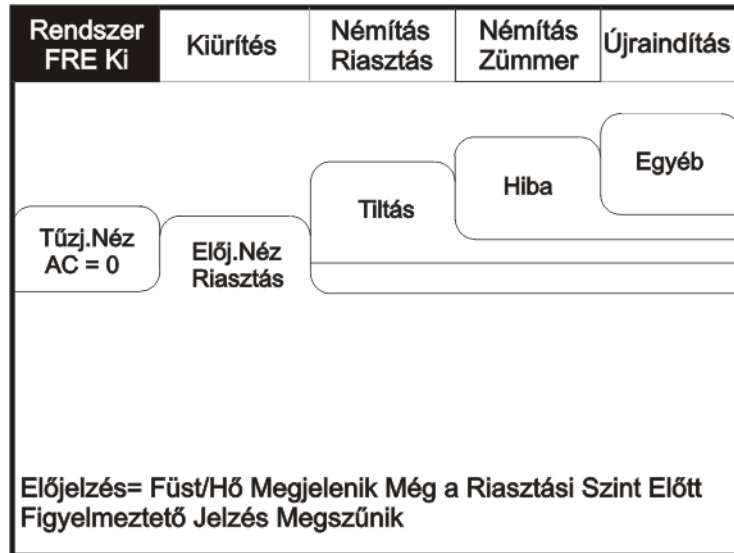 Rendszer
FRE Ki
Kiürítés
Némítás
Riasztás
Némítás
Zümmer
Újraindítás
Tűzj.Néz
AC = 0
Előj.Néz
Riasztás
Tiltás
Hiba
Egyéb
Előjelzés= Füst/Hő Megjelenik Még a Riasztási Szint Előtt
Figyelmeztető Jelzés Megszűnik